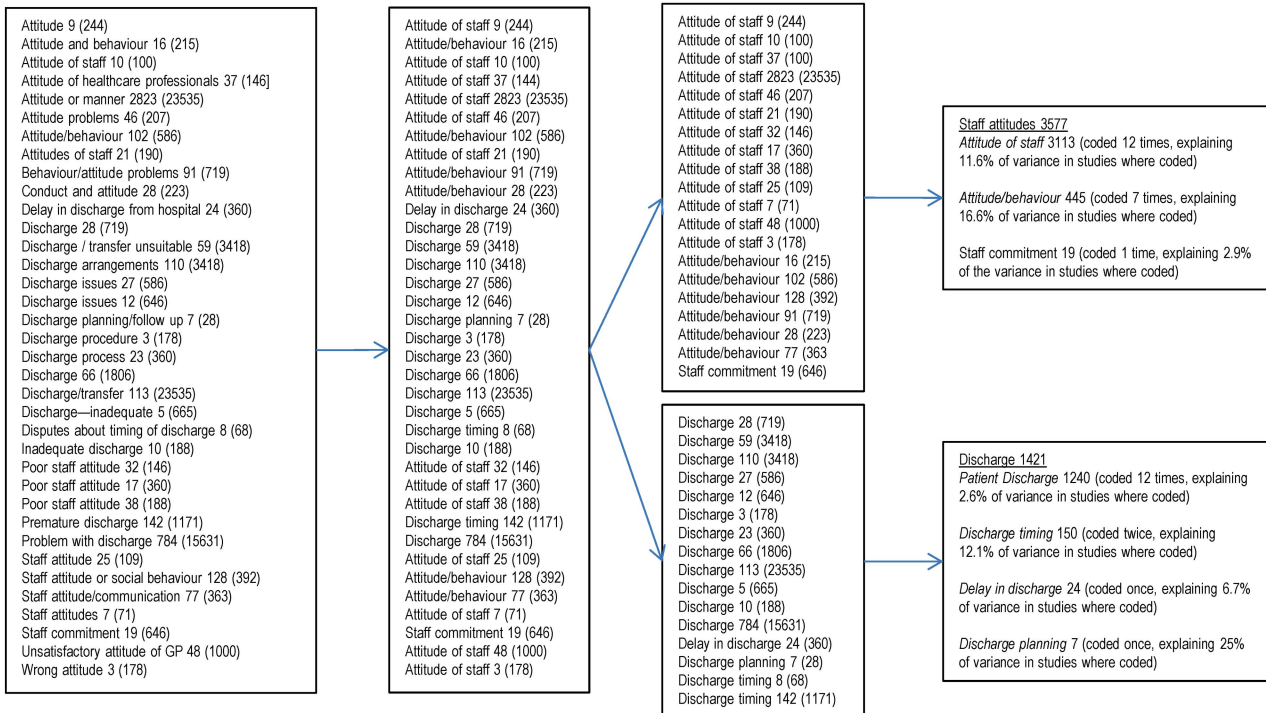 Attitude 9 (244)
Attitude and behaviour 16 (215)
Attitude of staff 10 (100)
Attitude of healthcare professionals 37 (146]
Attitude or manner 2823 (23535)
Attitude problems 46 (207)
Attitude/behaviour 102 (586)
Attitudes of staff 21 (190)
Behaviour/attitude problems 91 (719)
Conduct and attitude 28 (223)
Delay in discharge from hospital 24 (360)
Discharge 28 (719)
Discharge / transfer unsuitable 59 (3418)
Discharge arrangements 110 (3418)
Discharge issues 27 (586)
Discharge issues 12 (646)
Discharge planning/follow up 7 (28)
Discharge procedure 3 (178)
Discharge process 23 (360)
Discharge 66 (1806)
Discharge/transfer 113 (23535)
Discharge—inadequate 5 (665)
Disputes about timing of discharge 8 (68)
Inadequate discharge 10 (188)
Poor staff attitude 32 (146)
Poor staff attitude 17 (360)
Poor staff attitude 38 (188)
Premature discharge 142 (1171)
Problem with discharge 784 (15631)
Staff attitude 25 (109)
Staff attitude or social behaviour 128 (392)
Staff attitude/communication 77 (363)
Staff attitudes 7 (71)
Staff commitment 19 (646)
Unsatisfactory attitude of GP 48 (1000)
Wrong attitude 3 (178)
Attitude of staff 9 (244)
Attitude/behaviour 16 (215)
Attitude of staff 10 (100)
Attitude of staff 37 (144)
Attitude of staff 2823 (23535)
Attitude of staff 46 (207)
Attitude/behaviour 102 (586)
Attitude of staff 21 (190)
Attitude/behaviour 91 (719)
Attitude/behaviour 28 (223)
Delay in discharge 24 (360)
Discharge 28 (719)
Discharge 59 (3418)
Discharge 110 (3418)
Discharge 27 (586)
Discharge 12 (646)
Discharge planning 7 (28)
Discharge 3 (178)
Discharge 23 (360)
Discharge 66 (1806)
Discharge 113 (23535)
Discharge 5 (665)
Discharge timing 8 (68)
Discharge 10 (188)
Attitude of staff 32 (146)
Attitude of staff 17 (360)
Attitude of staff 38 (188)
Discharge timing 142 (1171)
Discharge 784 (15631)
Attitude of staff 25 (109)
Attitude/behaviour 128 (392)
Attitude/behaviour 77 (363)
Attitude of staff 7 (71)
Staff commitment 19 (646)
Attitude of staff 48 (1000)
Attitude of staff 3 (178)
Attitude of staff 9 (244)
Attitude of staff 10 (100)
Attitude of staff 37 (100)
Attitude of staff 2823 (23535)
Attitude of staff 46 (207)
Attitude of staff 21 (190)
Attitude of staff 32 (146)
Attitude of staff 17 (360)
Attitude of staff 38 (188)
Attitude of staff 25 (109)
Attitude of staff 7 (71)
Attitude of staff 48 (1000)
Attitude of staff 3 (178)
Attitude/behaviour 16 (215)
Attitude/behaviour 102 (586)
Attitude/behaviour 128 (392)
Attitude/behaviour 91 (719)
Attitude/behaviour 28 (223)
Attitude/behaviour 77 (363
Staff commitment 19 (646)
Discharge 28 (719)
Discharge 59 (3418)
Discharge 110 (3418)
Discharge 27 (586)
Discharge 12 (646)
Discharge 3 (178)
Discharge 23 (360)
Discharge 66 (1806)
Discharge 113 (23535)
Discharge 5 (665)
Discharge 10 (188)
Discharge 784 (15631)
Delay in discharge 24 (360)
Discharge planning 7 (28)
Discharge timing 8 (68)
Discharge timing 142 (1171)
Staff attitudes 3577
Attitude of staff 3113 (coded 12 times, explaining
11.6% of variance in studies where coded)
Attitude/behaviour 445 (coded 7 times, explaining
16.6% of variance in studies where coded)
Staff commitment 19 (coded 1 time, explaining 2.9%
of the variance in studies where coded)
Discharge 1421
Patient Discharge 1240 (coded 12 times, explaining
2.6% of variance in studies where coded)
Discharge timing 150 (coded twice, explaining
12.1% of variance in studies where coded)
Delay in discharge 24 (coded once, explaining 6.7%
of variance in studies where coded)
Discharge planning 7 (coded once, explaining 25%
of variance in studies where coded)